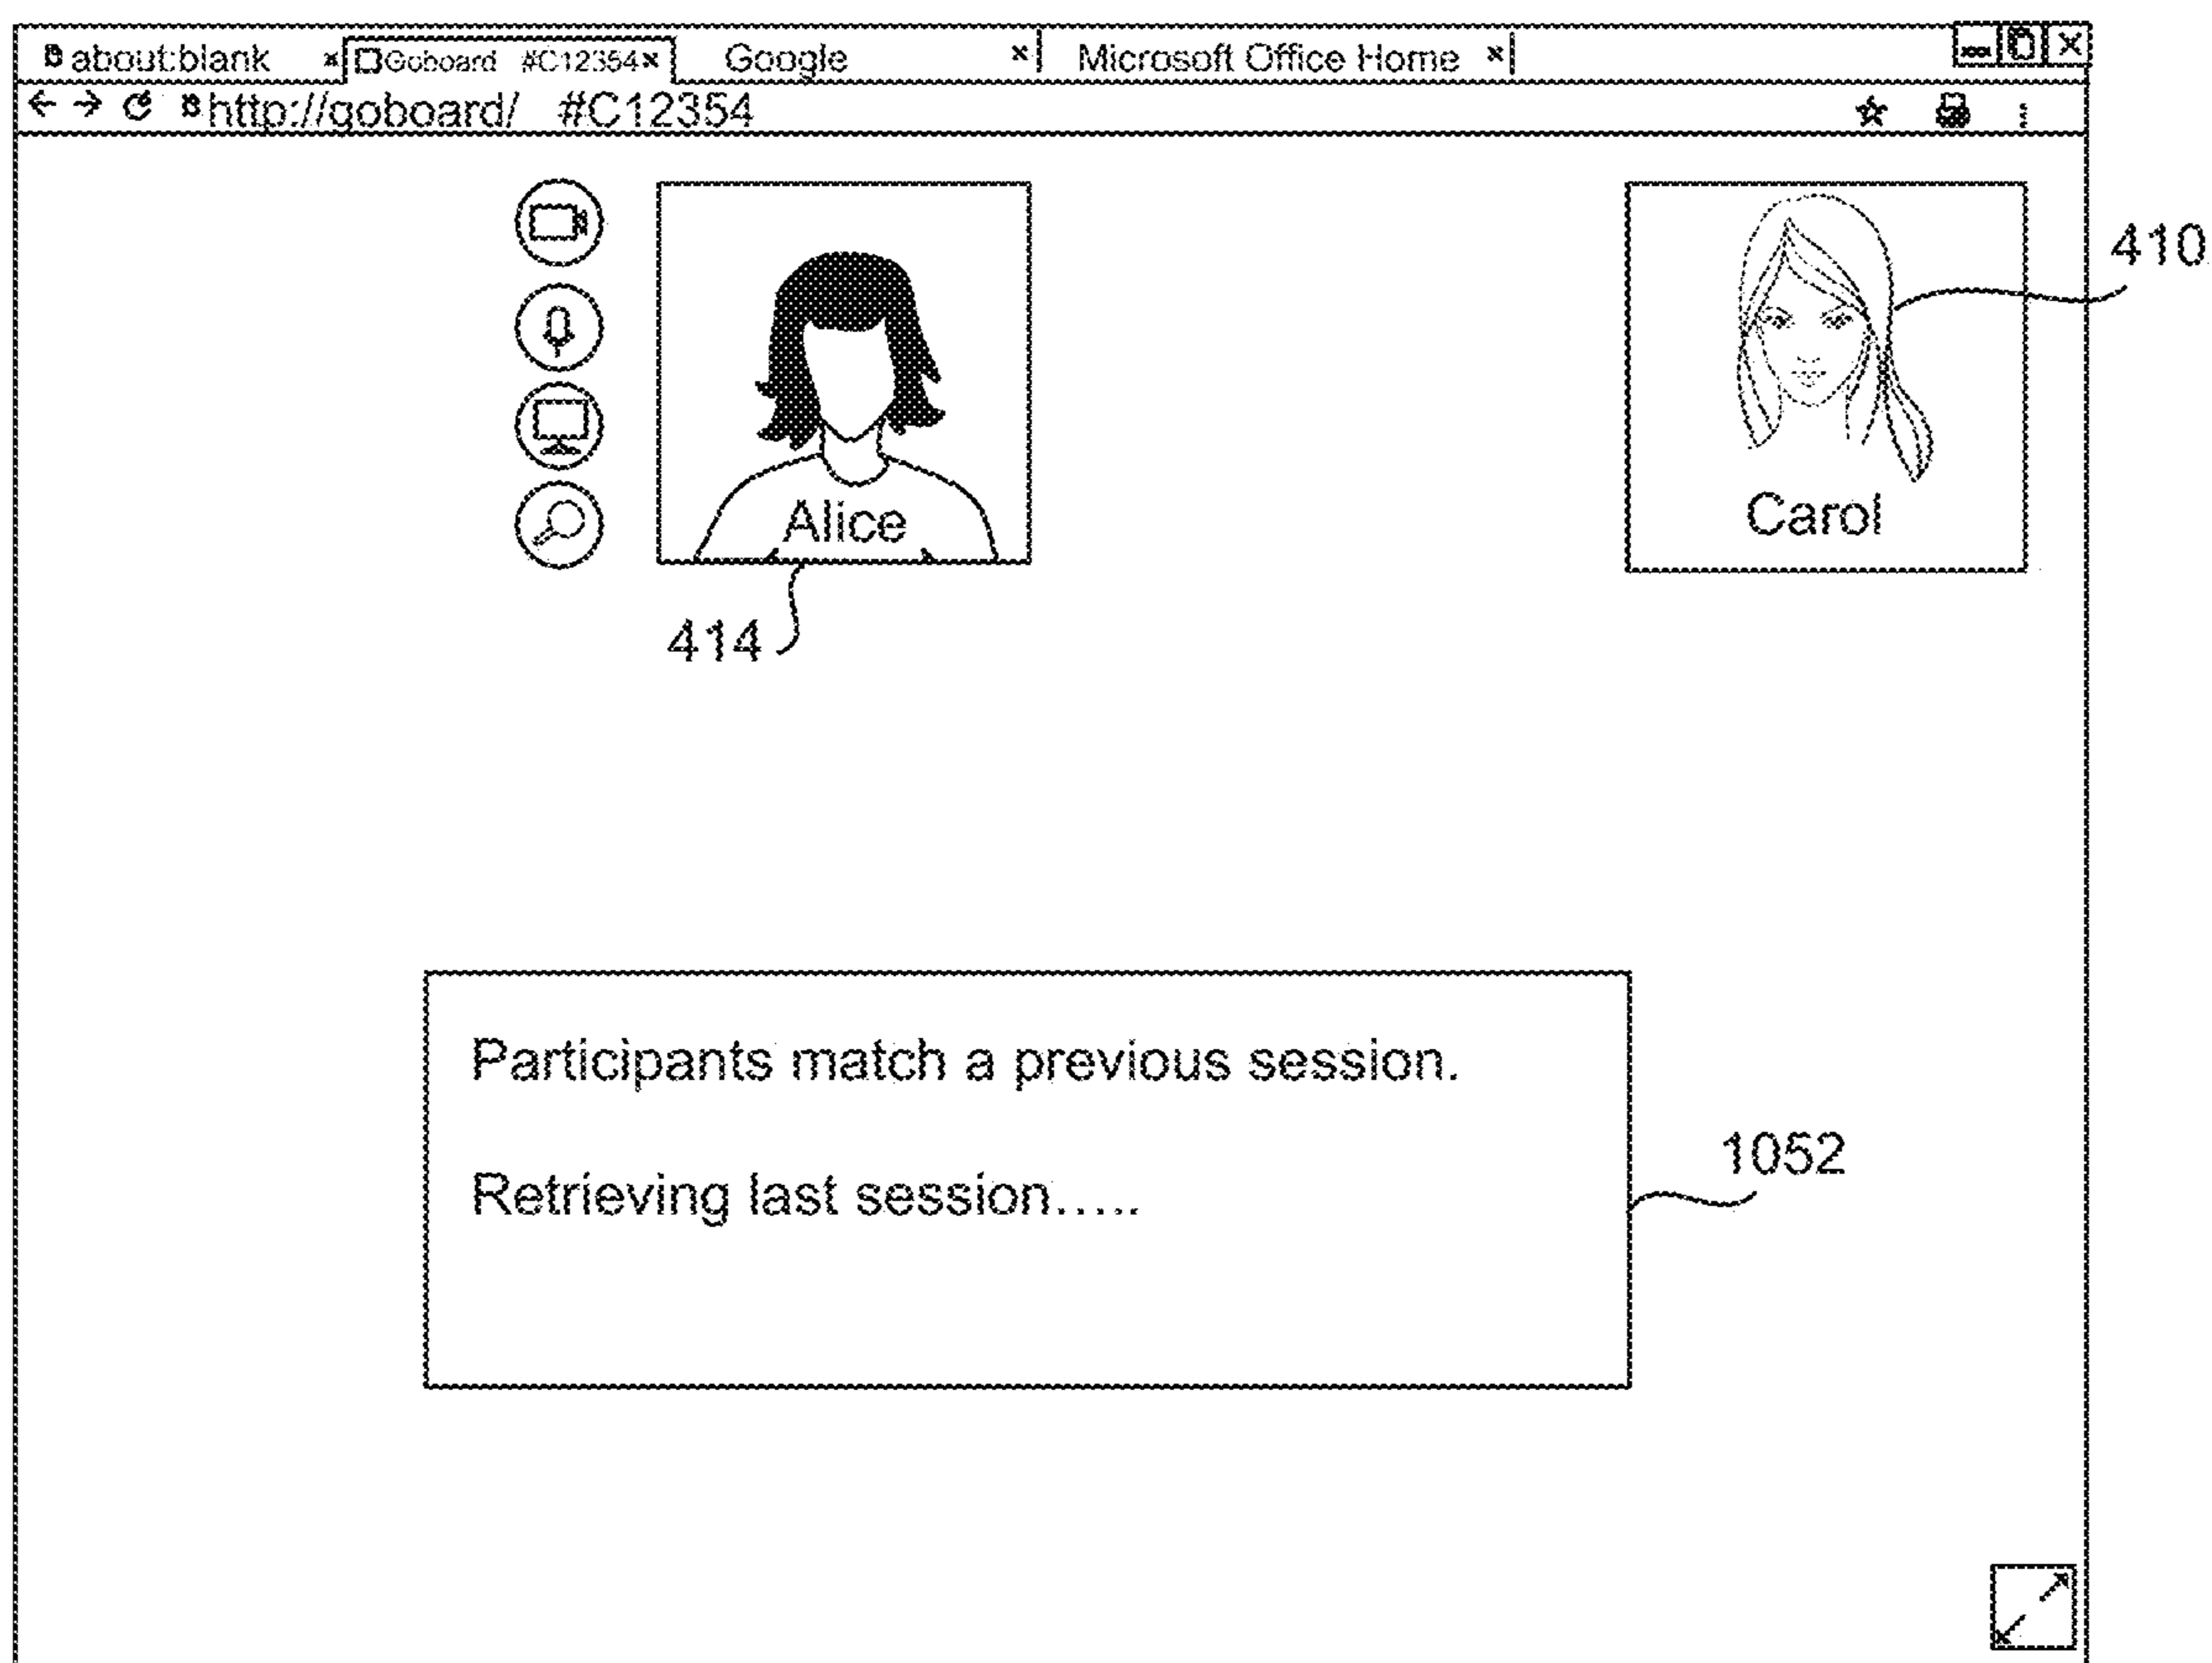 about:blank Goboard #C12354 Google Microsoft Office Home
http://goboard/ #C12354
410
Alice
Carol
414
Participants match a previous session.
1052
Retrieving last session.....